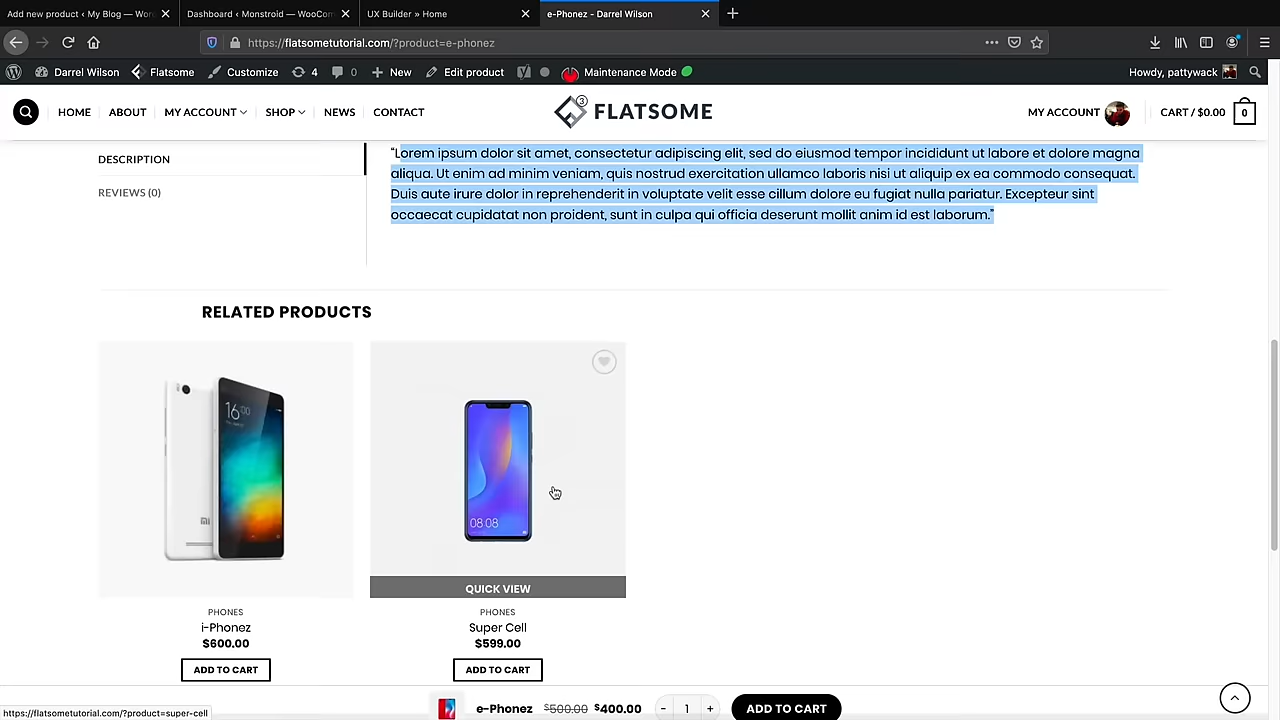 Add new product ‹ My Blog — Wor
Dashboard ‹ Monstroid — WooCom
UX Builder » Home
e-Phonez - Darrel Wilson
https://flatsometutorial.com/?product=e-phonez
Darrel Wilson
Flatsome
Customize
4
0
New
Edit product
Maintenance Mode
Howdy, pattywack
HOME
ABOUT
MY ACCOUNT
SHOP
NEWS
CONTACT
3
FLATSOME
MY ACCOUNT
CART / $0.00
0
DESCRIPTION
REVIEWS (0)
"Lorem ipsum dolor sit amet, consectetur adipiscing elit, sed do eiusmod tempor incididunt ut labore et dolore magna
aliqua. Ut enim ad minim veniam, quis nostrud exercitation ullamco laboris nisi ut aliquip ex ea commodo consequat.
Duis aute irure dolor in reprehenderit in voluptate velit esse cillum dolore eu fugiat nulla pariatur. Excepteur sint
occaecat cupidatat non proident, sunt in culpa qui officia deserunt mollit anim id est laborum."
RELATED PRODUCTS
16:00
mi
08 08
QUICK VIEW
PHONES
i-Phonez
$600.00
ADD TO CART
PHONES
Super Cell
$599.00
ADD TO CART
e-Phonez
$500.00 $400.00
- 1 +
ADD TO CART
https://flatsometutorial.com/?product=super-cell